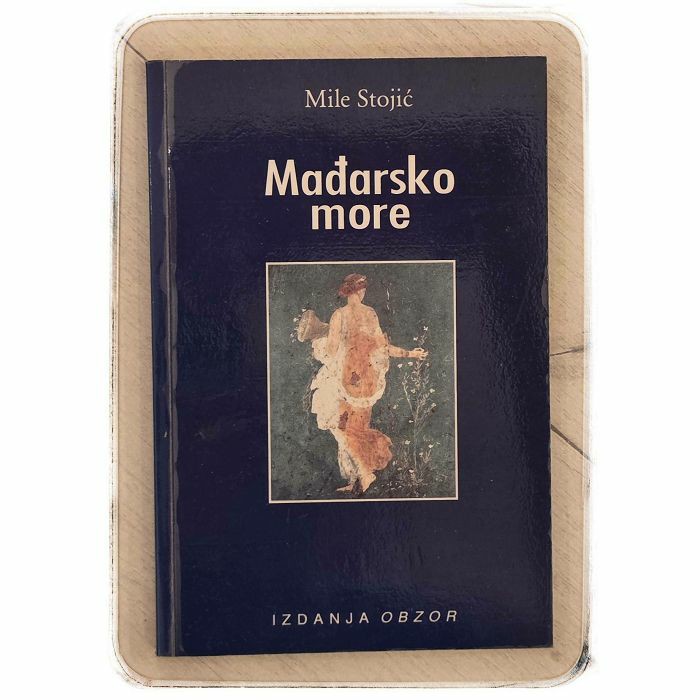 Mile Stojić
Mađarsko
more
IZDANJA OBZOR